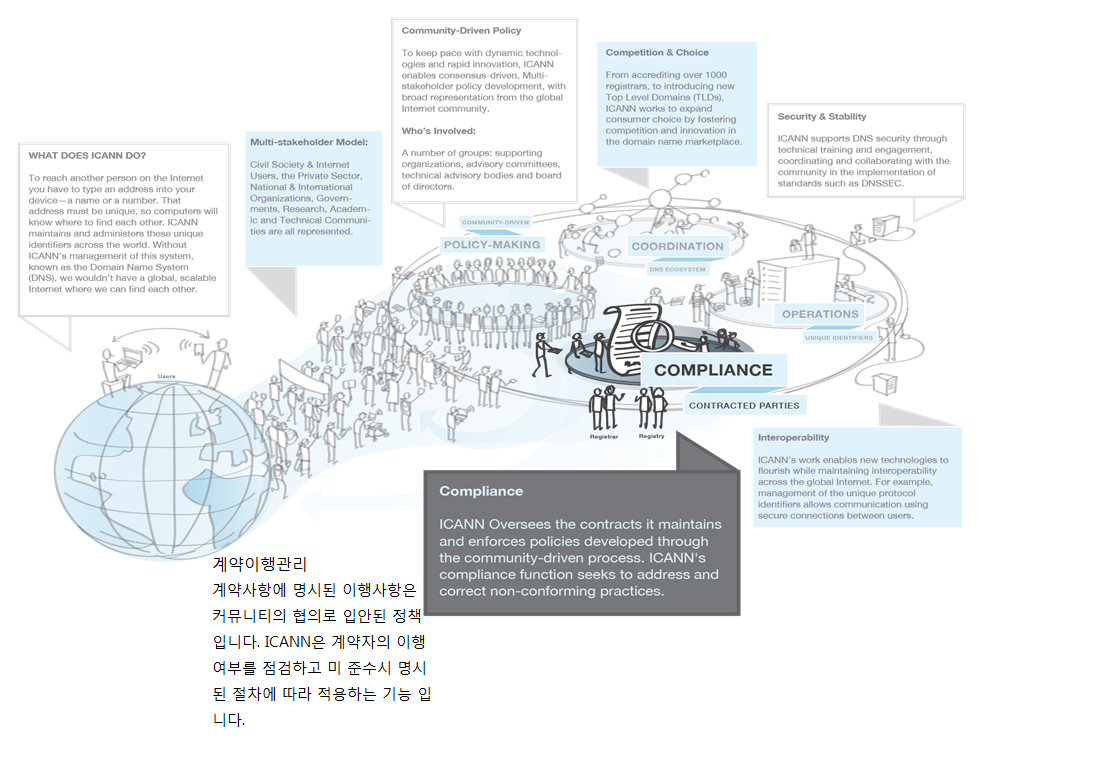 WHAT DOES ICANN DO?
To reach another person on the Internet
you have to type an address into your
device—a name or a number. That
address must be unique, so computers will
know where to find each other. ICANN
maintains and administers these unique
identifiers across the world. Without
ICANN's management of this system,
known as the Domain Name System
(DNS), we wouldn't have a global, scalable
Internet where we can find each other.
Multi-stakeholder Model:
Civil Society & Internet
Users, the Private Sector,
National & International
Organizations, Govern-
ments, Research, Academ-
ic and Technical Communi-
ties are all represented.
Community-Driven Policy
To keep pace with dynamic technol-
ogies and rapid innovation, ICANN
enables consensus-driven, Multi-
stakeholder policy development, with
broad representation from the global
Internet community.
Who's Involved:
A number of groups: supporting
organizations, advisory committees,
technical advisory bodies and board
of directors.
Competition & Choice
From accrediting over 1000
registrars, to introducing new
Top Level Domains (TLDs),
ICANN works to expand
consumer choice by fostering
competition and innovation in
the domain name marketplace.
Security & Stability
ICANN supports DNS security through
technical training and engagement,
coordinating and collaborating with the
community in the implementation of
standards such as DNSSEC.
COMMUNITY-DRIVEN
POLICY-MAKING
COORDINATION
DNS ECOSYSTEM
OPERATIONS
UNIQUE IDENTIFIERS
COMPLIANCE
CONTRACTED PARTIES
Users
Registrar
Registry
Interoperability
ICANN's work enables new technologies to
flourish while maintaining interoperability
across the global Internet. For example,
management of the unique protocol
identifiers allows communication using
secure connections between users.
Compliance
ICANN Oversees the contracts it maintains
and enforces policies developed through
the community-driven process. ICANN's
compliance function seeks to address and
correct non-conforming practices.
계약이행관리
계약사항에 명시된 이행사항은
커뮤니티의 협의로 입안된 정책
입니다. ICANN은 계약자의 이행
여부를 점검하고 미 준수시 명시
된 절차에 따라 적용하는 기능 입
니다.